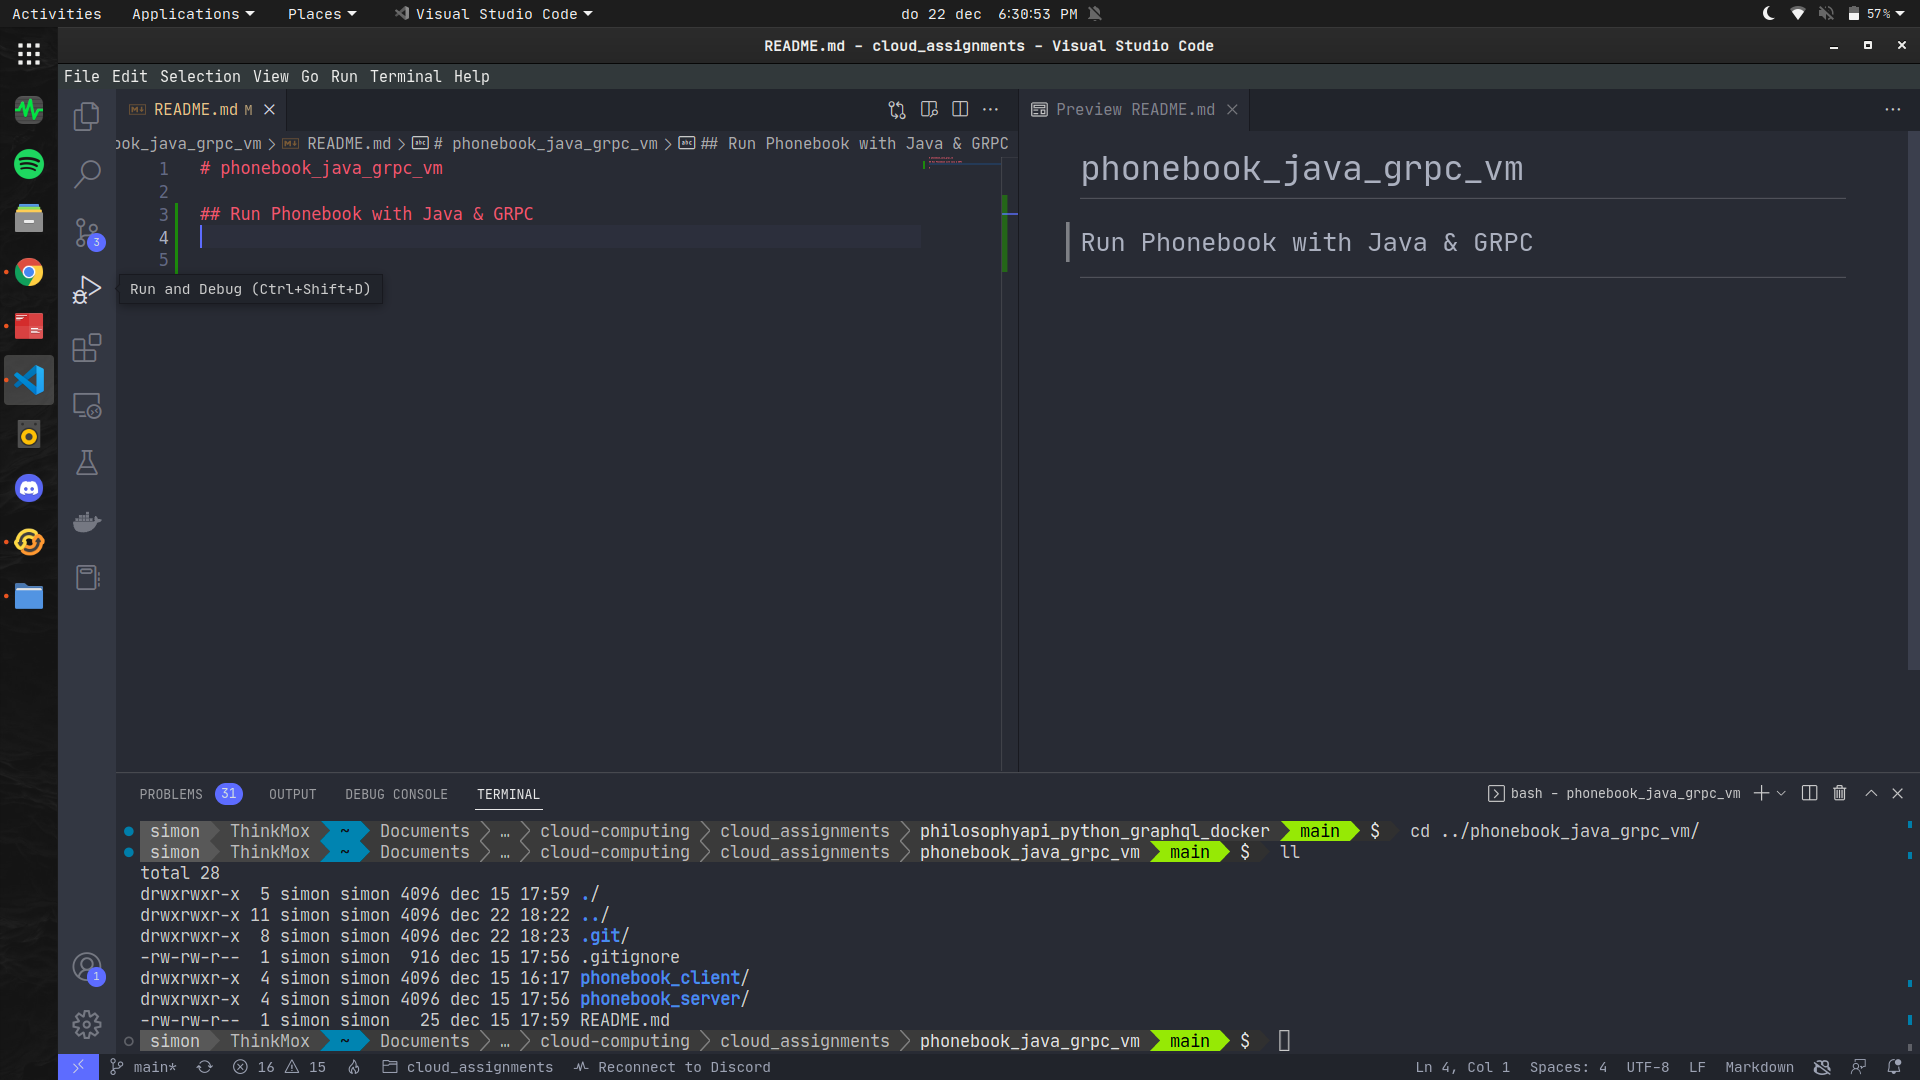 Activities Applications Places Visual Studio Code do 22 dec 6:30:53 PM 57%
README.md - cloud_assignments - Visual Studio Code
File Edit Selection View Go Run Terminal Help
README.md M
Preview README.md
ook_java_grpc_vm README.md # phonebook_java_grpc_vm ## Run Phonebook with Java & GRPC
1 # phonebook_java_grpc_vm
2
3 ## Run Phonebook with Java & GRPC
4
5
Run and Debug (Ctrl+Shift+D)
3
phonebook_java_grpc_vm
Run Phonebook with Java & GRPC
PROBLEMS 31 OUTPUT DEBUG CONSOLE TERMINAL
bash - phonebook_java_grpc_vm
simon ThinkMox ~ Documents … cloud-computing cloud_assignments philosophyapi_python_graphql_docker main $ cd ../phonebook_java_grpc_vm/
simon ThinkMox ~ Documents … cloud-computing cloud_assignments phonebook_java_grpc_vm main $ ll
total 28
drwxrwxr-x 5 simon simon 4096 dec 15 17:59 ./
drwxrwxr-x 11 simon simon 4096 dec 22 18:22 ../
drwxrwxr-x 8 simon simon 4096 dec 22 18:23 .git/
-rw-rw-r-- 1 simon simon 916 dec 15 17:56 .gitignore
drwxrwxr-x 4 simon simon 4096 dec 15 16:17 phonebook_client/
drwxrwxr-x 4 simon simon 4096 dec 15 17:56 phonebook_server/
-rw-rw-r-- 1 simon simon 25 dec 15 17:59 README.md
simon ThinkMox ~ Documents … cloud-computing cloud_assignments phonebook_java_grpc_vm main $
1
main* 16 15 cloud_assignments Reconnect to Discord
Ln 4, Col 1 Spaces: 4 UTF-8 LF Markdown